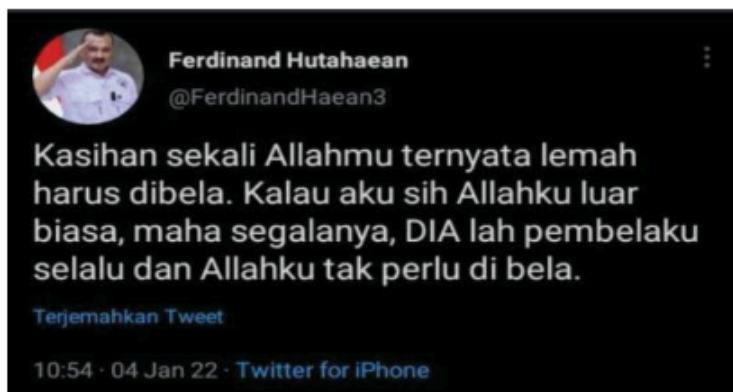 Ferdinand Hutahaean
@FerdinandHaean3
Kasihan sekali Allahmu ternyata lemah
harus dibela. Kalau aku sih Allahku luar
biasa, maha segalanya, DIA lah pembelaku
selalu dan Allahku tak perlu di bela.
Terjemahkan Tweet
10:54 · 04 Jan 22 · Twitter for iPhone